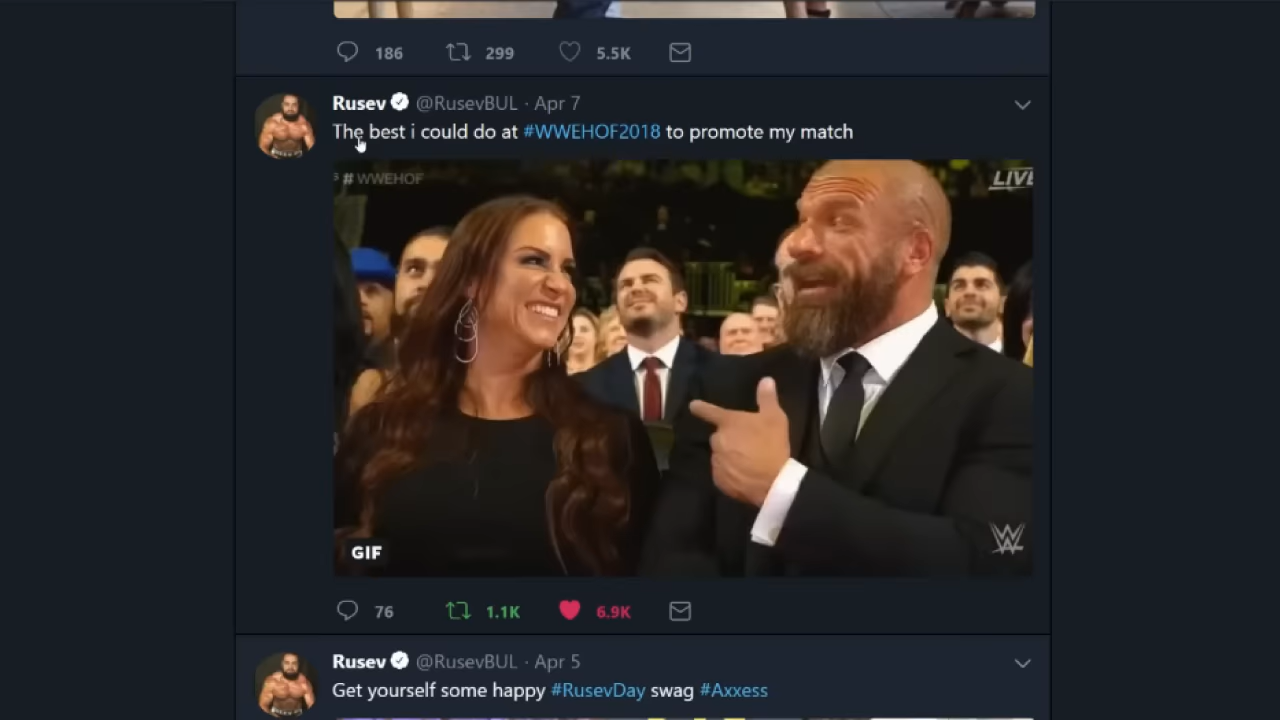 186 299 5.5K
Rusev @RusevBUL · Apr 7
The best i could do at #WWEHOF2018 to promote my match
s #WWEHOF
LIVE
GIF
W
76 1.1K 6.9K
Rusev @RusevBUL · Apr 5
Get yourself some happy #RusevDay swag #Axxess